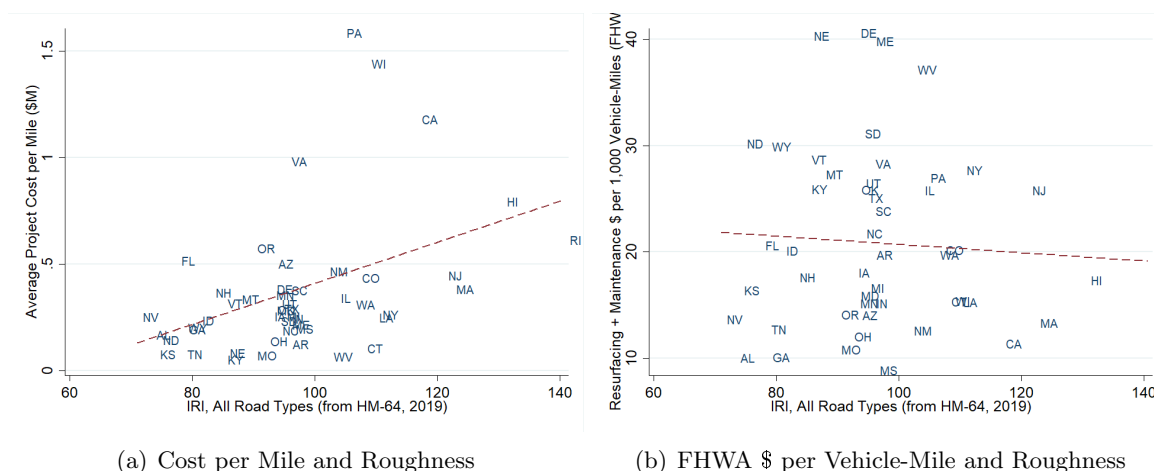 Average Project Cost per Mile ($M)
1.5
1
.5
0
PA
WI
CA
VA
HI
RI
OR
FL
AZ
NM
CO
NJ
MA
NH
VT
MT
DE
SC
IL
WA
NY
LA
NV
ID
WY
GA
AL
ND
KS
TN
NE
KY
MO
OH
AR
NC
MS
WV
CT
60
80
100
120
140
IRI, All Road Types (from HM-64, 2019)
(a) Cost per Mile and Roughness
Resurfacing + Maintenance $ per 1,000 Vehicle-Miles (FHW
40
30
20
10
NE
DE
ME
WV
SD
ND
WY
VT
VA
MT
NY
KY
UT
OK
TX
PA
IL
NJ
SC
NC
FL
ID
AR
WA
CO
NH
IA
HI
KS
MI
MD
MN
IN
LA
NV
OR
AZ
MA
TN
NM
OH
CA
MO
AL
GA
MS
60
80
100
120
140
IRI, All Road Types (from HM-64, 2019)
(b) FHWA $ per Vehicle-Mile and Roughness